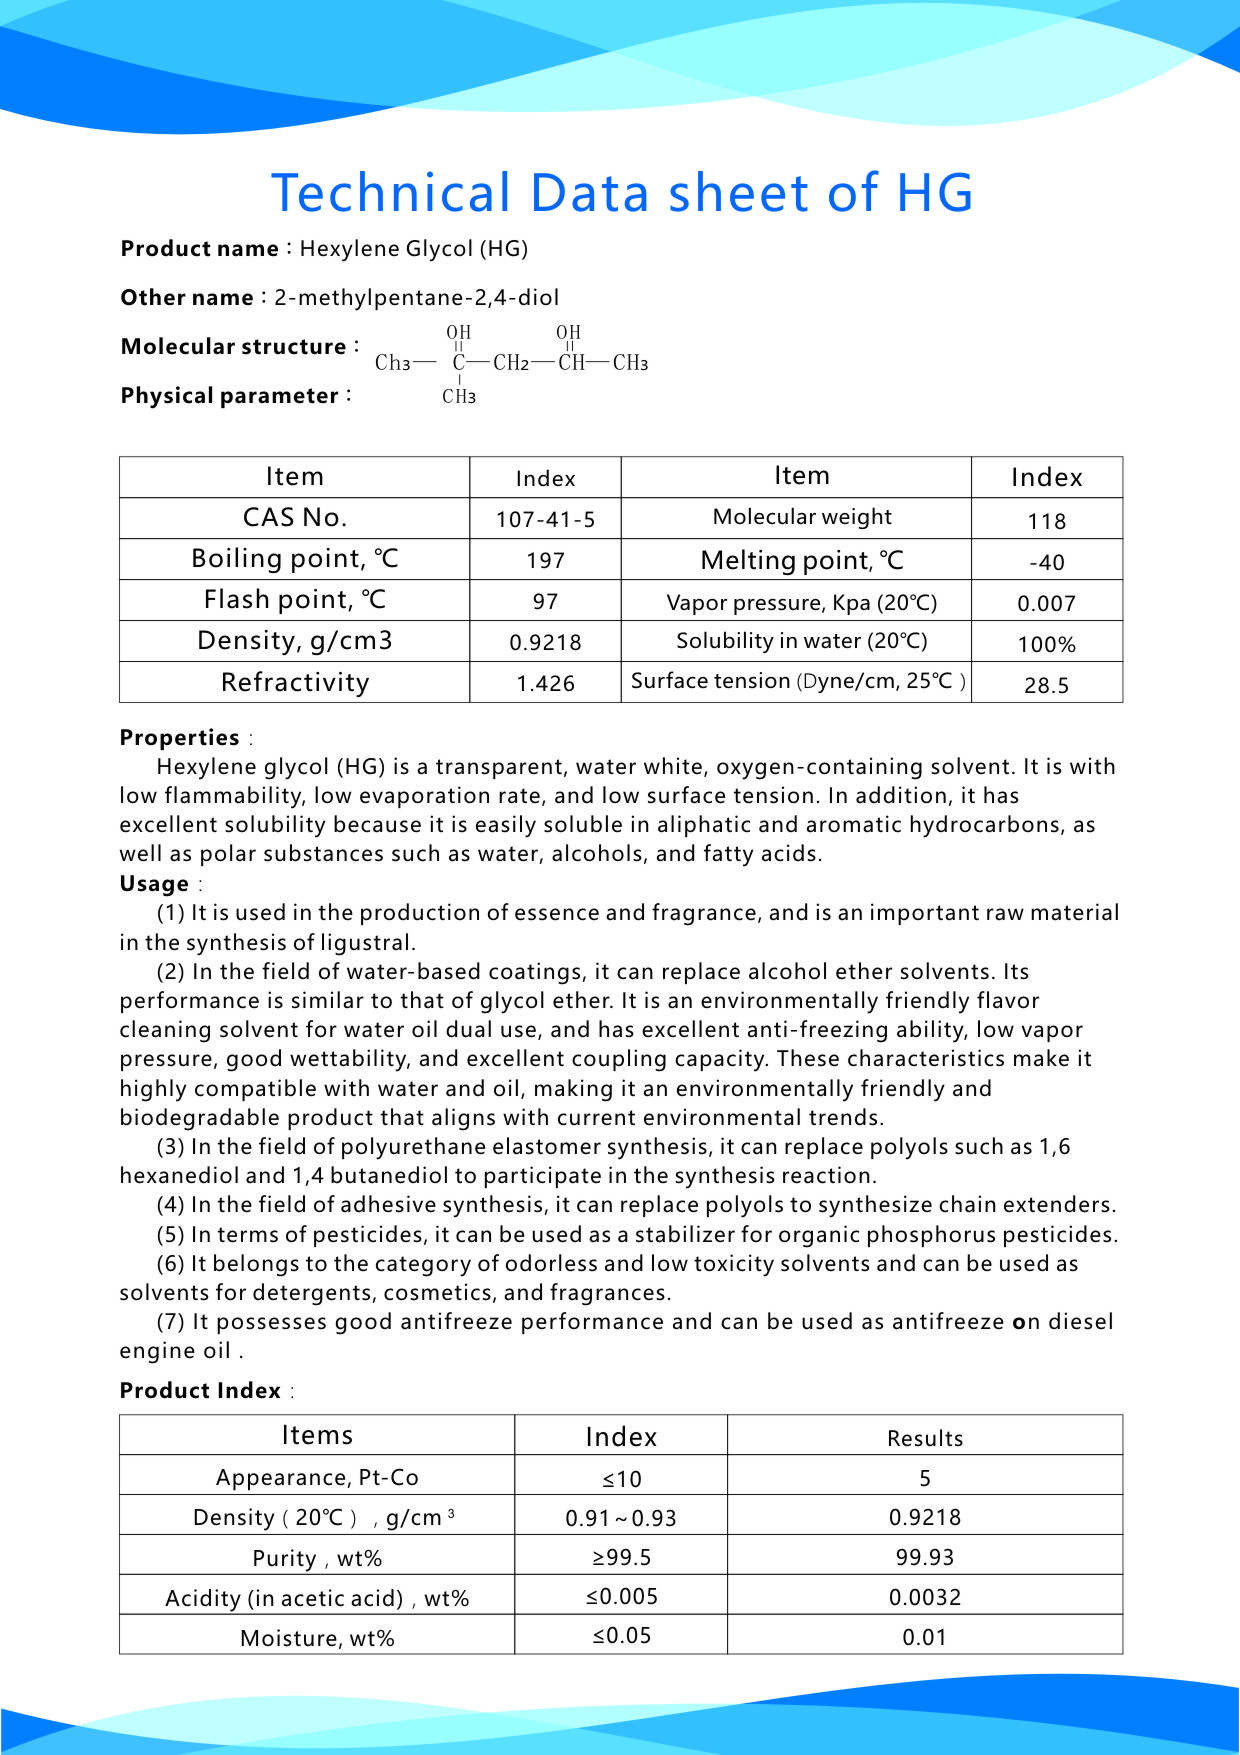 Technical Data sheet of HG
Product name : Hexylene Glycol (HG)
Other name : 2-methylpentane-2,4-diol
OH OH
Molecular structure :
Ch₃— C—CH₂—CH—CH₃
Physical parameter :
CH₃
Item Index Item Index
CAS No. 107-41-5 Molecular weight 118
Boiling point, ℃ 197 Melting point, ℃ -40
Flash point, ℃ 97 Vapor pressure, Kpa (20℃) 0.007
Density, g/cm3 0.9218 Solubility in water (20℃) 100%
Refractivity 1.426 Surface tension (Dyne/cm, 25℃ ) 28.5
Properties :
Hexylene glycol (HG) is a transparent, water white, oxygen-containing solvent. It is with
low flammability, low evaporation rate, and low surface tension. In addition, it has
excellent solubility because it is easily soluble in aliphatic and aromatic hydrocarbons, as
well as polar substances such as water, alcohols, and fatty acids.
Usage :
(1) It is used in the production of essence and fragrance, and is an important raw material
in the synthesis of ligustral.
(2) In the field of water-based coatings, it can replace alcohol ether solvents. Its
performance is similar to that of glycol ether. It is an environmentally friendly flavor
cleaning solvent for water oil dual use, and has excellent anti-freezing ability, low vapor
pressure, good wettability, and excellent coupling capacity. These characteristics make it
highly compatible with water and oil, making it an environmentally friendly and
biodegradable product that aligns with current environmental trends.
(3) In the field of polyurethane elastomer synthesis, it can replace polyols such as 1,6
hexanediol and 1,4 butanediol to participate in the synthesis reaction.
(4) In the field of adhesive synthesis, it can replace polyols to synthesize chain extenders.
(5) In terms of pesticides, it can be used as a stabilizer for organic phosphorus pesticides.
(6) It belongs to the category of odorless and low toxicity solvents and can be used as
solvents for detergents, cosmetics, and fragrances.
(7) It possesses good antifreeze performance and can be used as antifreeze on diesel
engine oil .
Product Index :
Items Index Results
Appearance, Pt-Co ≤10 5
Density ( 20℃ ) , g/cm ³ 0.91~0.93 0.9218
Purity , wt% ≥99.5 99.93
Acidity (in acetic acid) , wt% ≤0.005 0.0032
Moisture, wt% ≤0.05 0.01